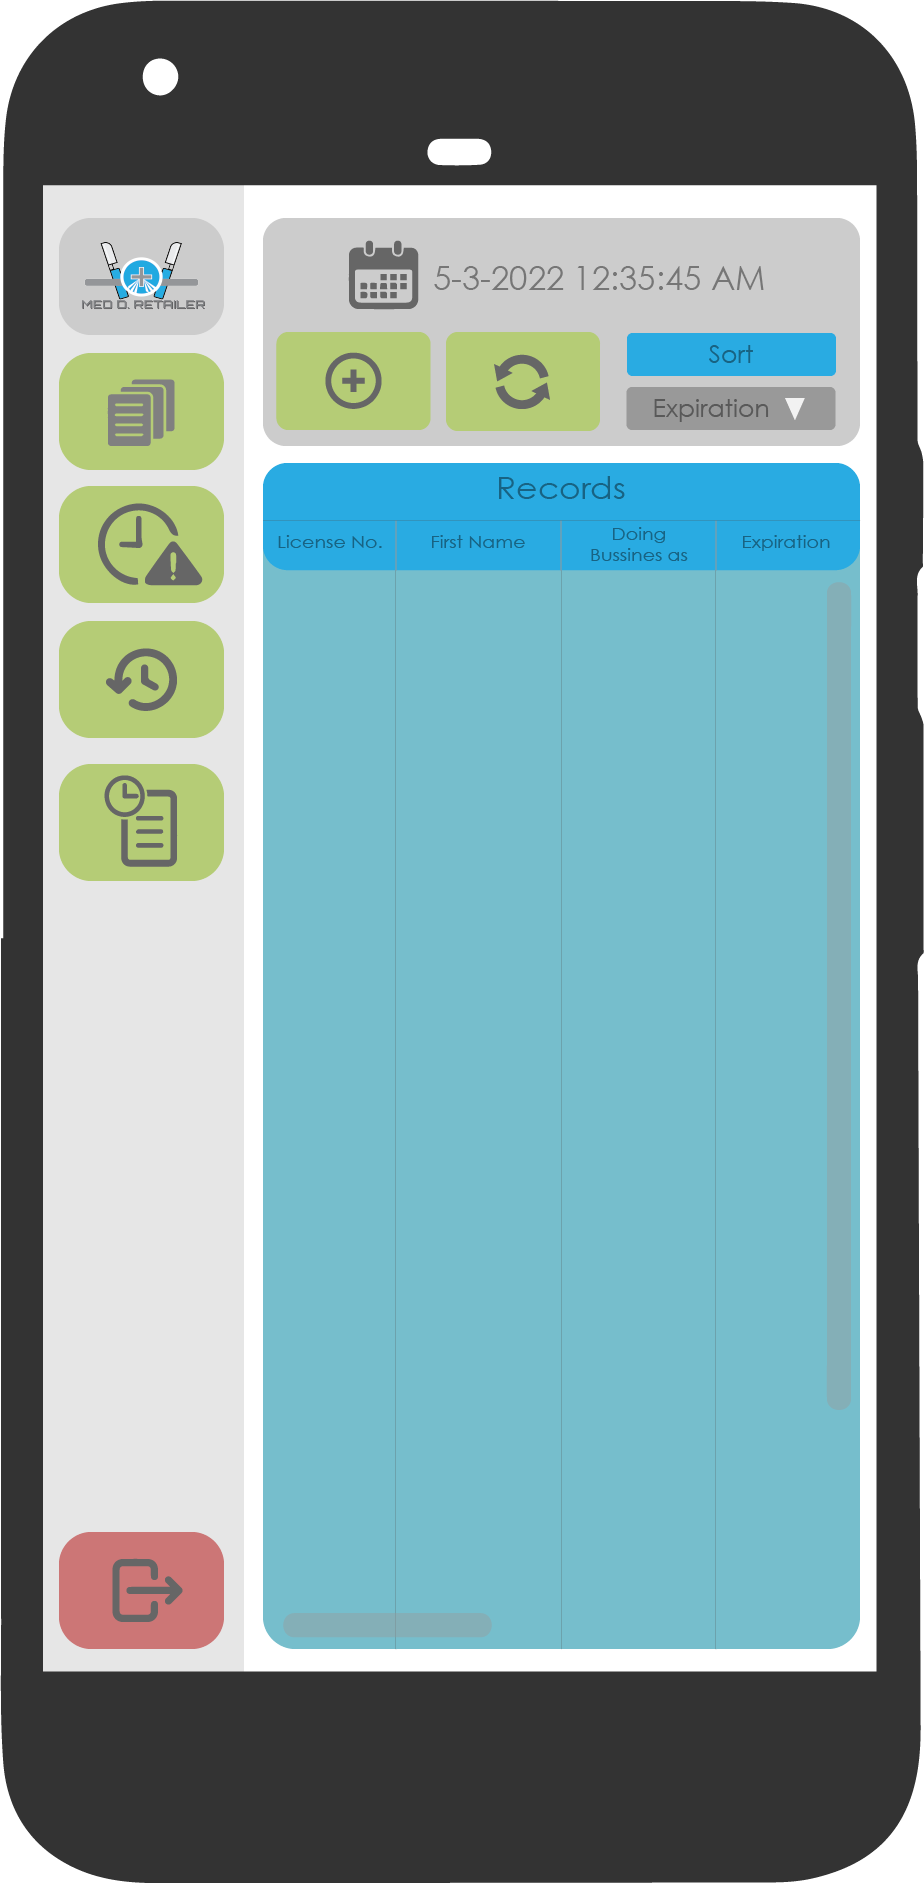 MED D. RETAILER
5-3-2022 12:35:45 AM
Sort
Expiration
Records
License No.
First Name
Doing
Bussines as
Expiration